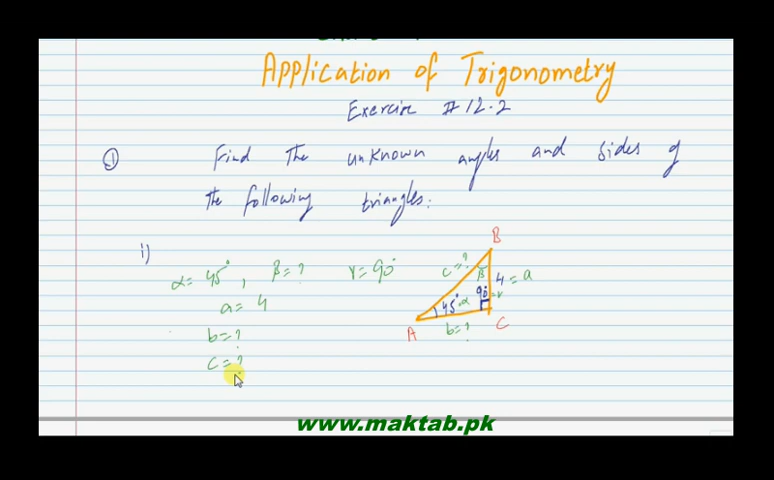 Application of Trigonometry
Exercise # 12.2
① Find the unknown angles and sides of
the following triangles:
i)
α = 45°, β = ? γ = 90°
a = 4
b = ?
c = ?
B
c = ?
β
4 = a
90° = γ
45° = α
A
b = ?
C
www.maktab.pk